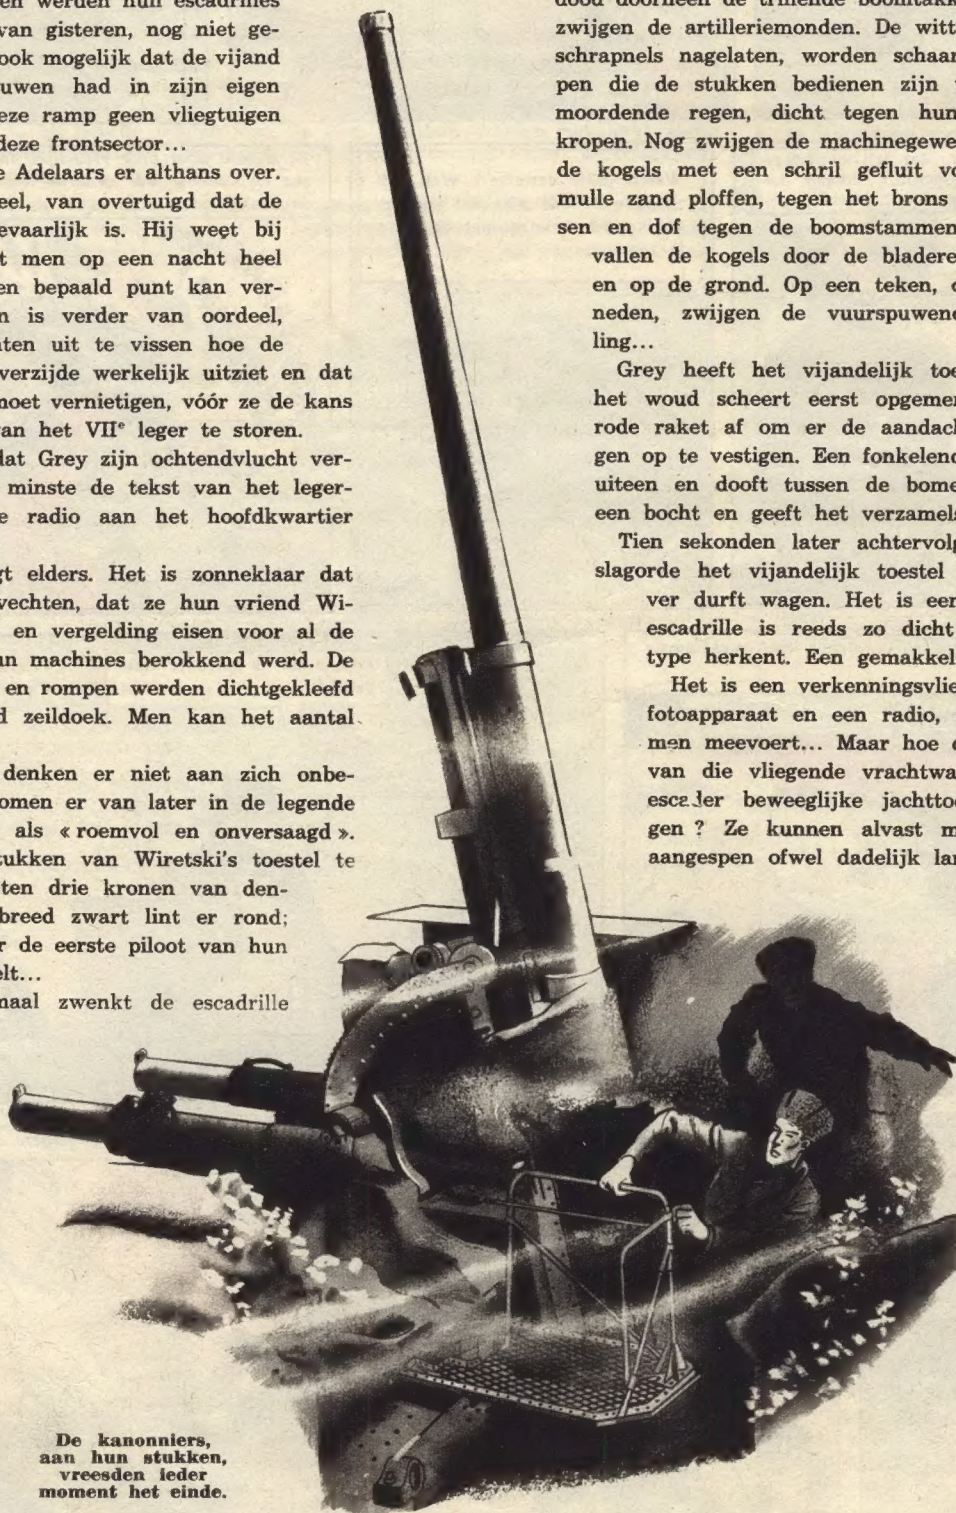 werden hun escadrilles
van gisteren, nog niet ge-
ook mogelijk dat de vijand
uwen had in zijn eigen
eze ramp geen vliegtuigen
deze frontsector...
e Adelaars er althans over.
eel, van overtuigd dat de
evaarlijk is. Hij weet bij
t men op een nacht heel
en bepaald punt kan ver-
n is verder van oordeel,
ten uit te vissen hoe de
verzijde werkelijk uitziet en dat
moet vernietigen, vóór ze de kans
van het VIIe leger te storen.
dat Grey zijn ochtendvlucht ver-
minste de tekst van het leger-
e radio aan het hoofdkwartier
gt elders. Het is zonneklaar dat
vechten, dat ze hun vriend Wi-
en vergelding eisen voor al de
un machines berokkend werd. De
en rompen werden dichtgekleefd
d zeildoek. Men kan het aantal
denken er niet aan zich onbe-
omen er van later in de legende
als « roemvol en onversaagd ».
tukken van Wiretski's toestel te
ten drie kronen van den-
breed zwart lint er rond;
r de eerste piloot van hun
elt...
maal zwenkt de escadrille
De kanonniers,
aan hun stukken,
vreesden ieder
moment het einde.
dood doorheen de trillende boomtakk
zwijgen de artilleriemonden. De witt
schrapnels nagelaten, worden schaar
pen die de stukken bedienen zijn
moordende regen, dicht tegen hun
kropen. Nog zwijgen de machinegewe
de kogels met een schril gefluit vo
mulle zand ploffen, tegen het brons
sen en dof tegen de boomstammen
vallen de kogels door de bladere
en op de grond. Op een teken,
neden, zwijgen de vuurspuwend
ling...
Grey heeft het vijandelijk toe
het woud scheert eerst opgemer
rode raket af om er de aandach
gen op te vestigen. Een fonkelend
uiteen en dooft tussen de bome
een bocht en geeft het verzamels
Tien sekonden later achtervolg
slagorde het vijandelijk toestel
ver durft wagen. Het is een
escadrille is reeds zo dicht
type herkent. Een gemakkel
Het is een verkenningsvlie
fotoapparaat en een radio,
men meevoert... Maar hoe
van die vliegende vrachtwa
escader beweeglijke jachttoe
gen ? Ze kunnen alvast m
aangespen ofwel dadelijk la